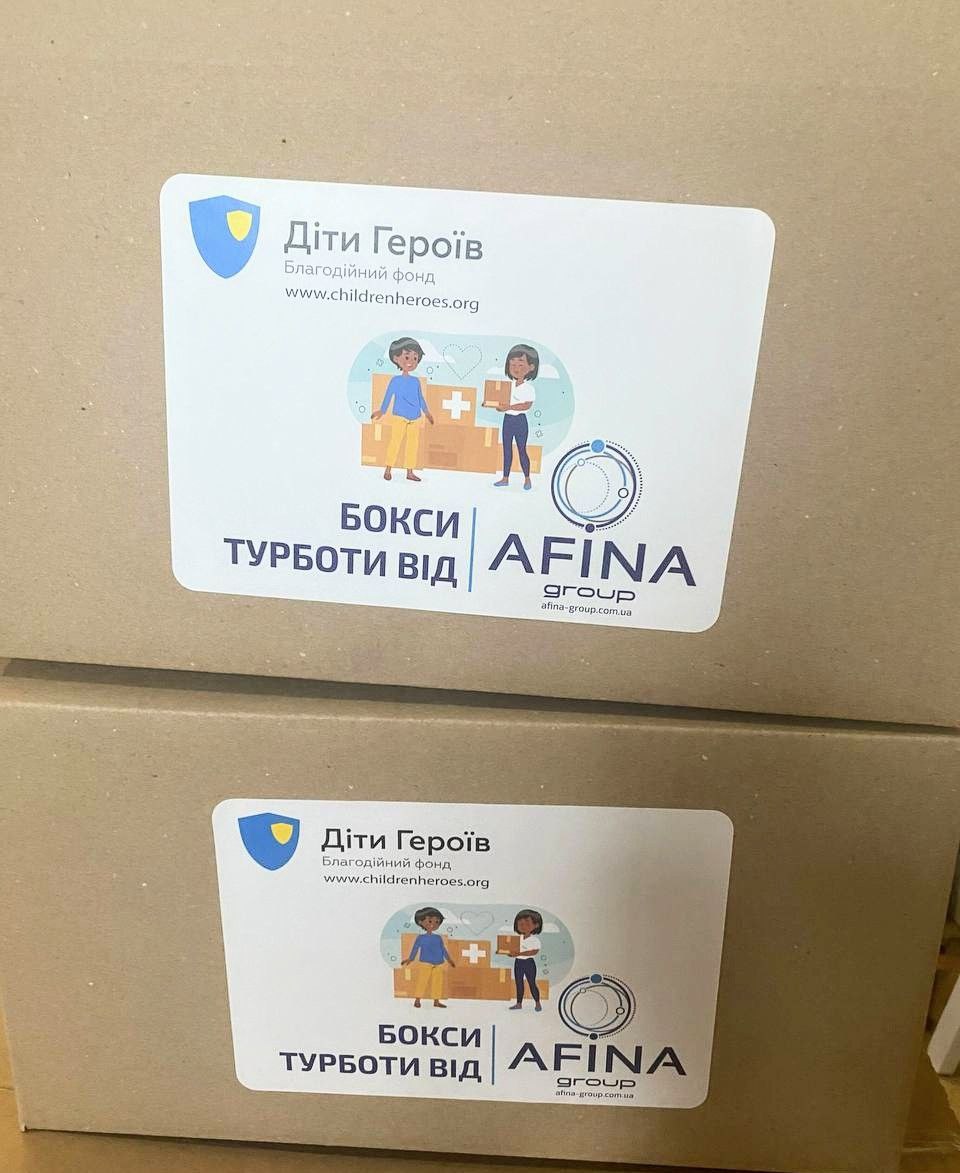 Діти Героїв
Благодійний фонд
www.childrenheroes.org
БОКСИ
ТУРБОТИ ВІД
AFINA
group
afina-group.com.ua
Діти Героїв
Благодійний фонд
www.childrenheroes.org
БОКСИ
ТУРБОТИ ВІД
AFINA
group
afina-group.com.ua